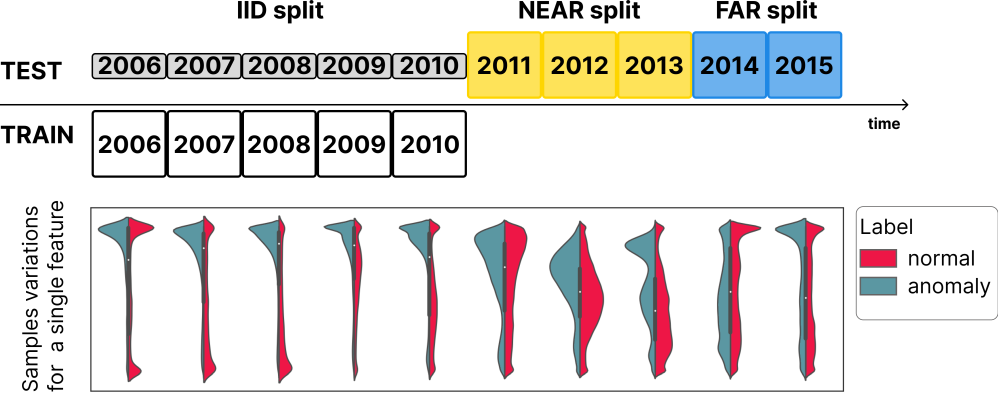 IID split NEAR split FAR split
TEST 2006 2007 2008 2009 2010 2011 2012 2013 2014 2015
time
TRAIN 2006 2007 2008 2009 2010
Samples variations
for a single feature
Label
normal
anomaly